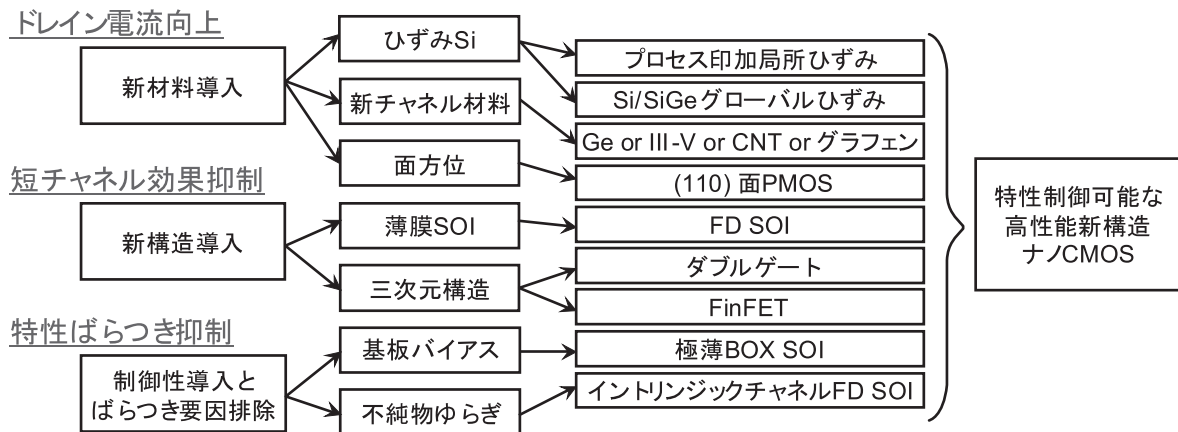 ドレイン電流向上
新材料導入
ひずみSi
新チャネル材料
面方位
プロセス印加局所ひずみ
Si/SiGeグローバルひずみ
Ge or III-V or CNT or グラフェン
(110) 面PMOS
短チャネル効果抑制
新構造導入
薄膜SOI
三次元構造
FD SOI
ダブルゲート
FinFET
特性ばらつき抑制
制御性導入と
ばらつき要因排除
基板バイアス
不純物ゆらぎ
極薄BOX SOI
イントリンジックチャネルFD SOI
特性制御可能な
高性能新構造
ナノCMOS